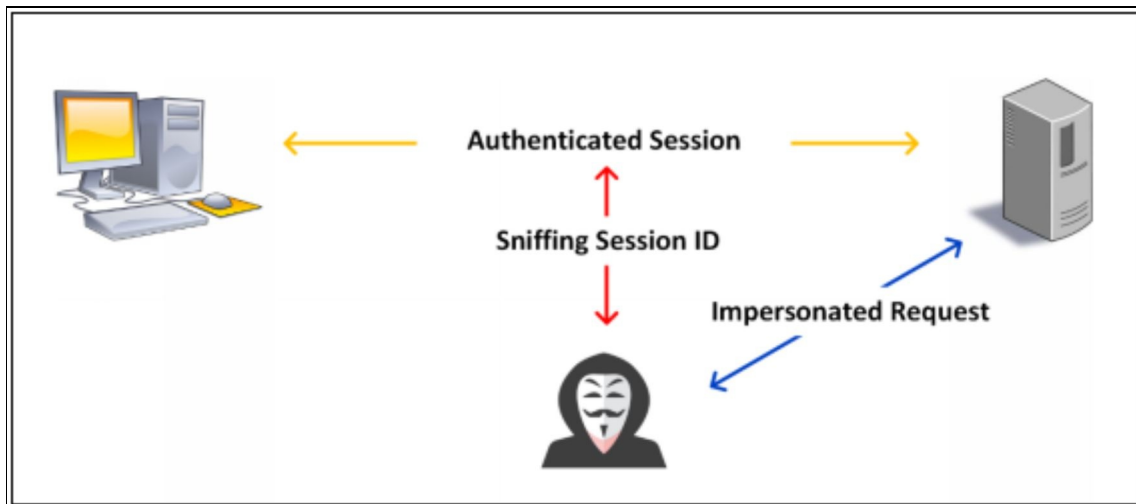 Authenticated Session
Sniffing Session ID
Impersonated Request